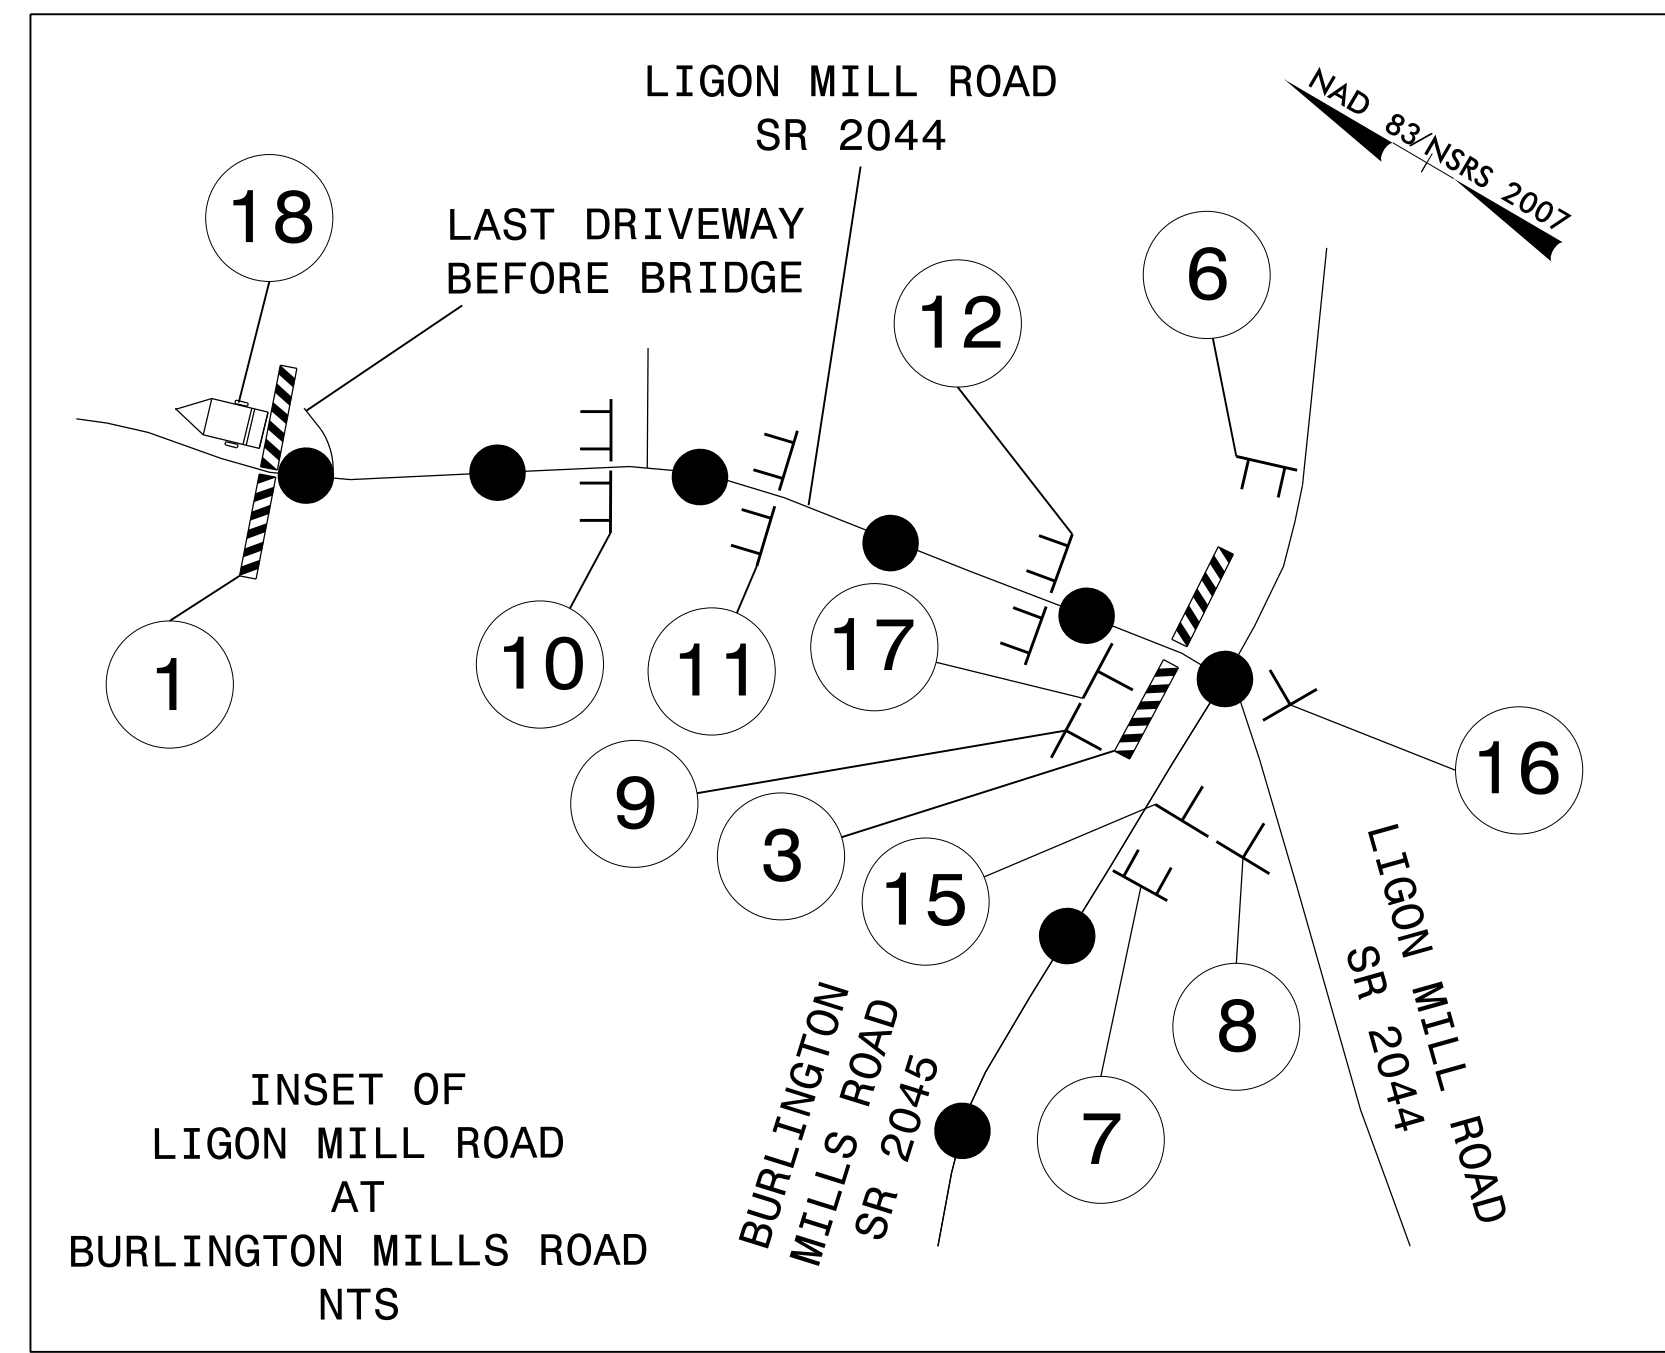 LIGON MILL ROAD
SR 2044
NAD 83/NSRS 2007
18
LAST DRIVEWAY
BEFORE BRIDGE
6
12
17
10
11
1
16
9
3
15
8
7
LIGON MILL ROAD
SR 2044
BURLINGTON
MILLS ROAD
SR 2045
INSET OF
LIGON MILL ROAD
AT
BURLINGTON MILLS ROAD
NTS